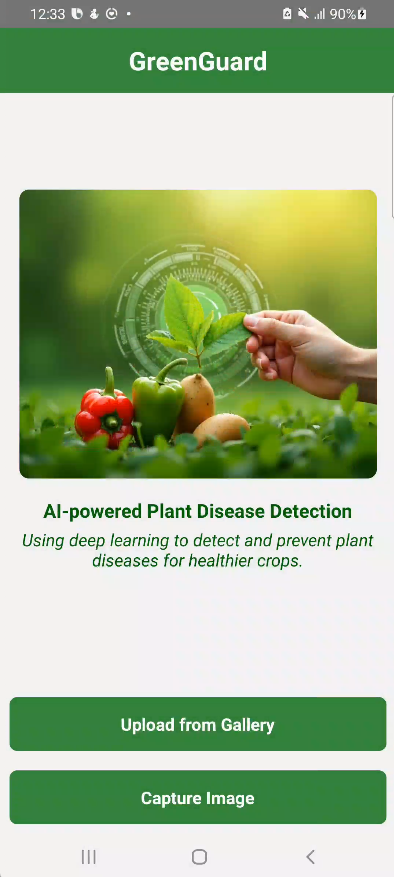 12:33
90%
GreenGuard
AI-powered Plant Disease Detection
Using deep learning to detect and prevent plant
diseases for healthier crops.
Upload from Gallery
Capture Image